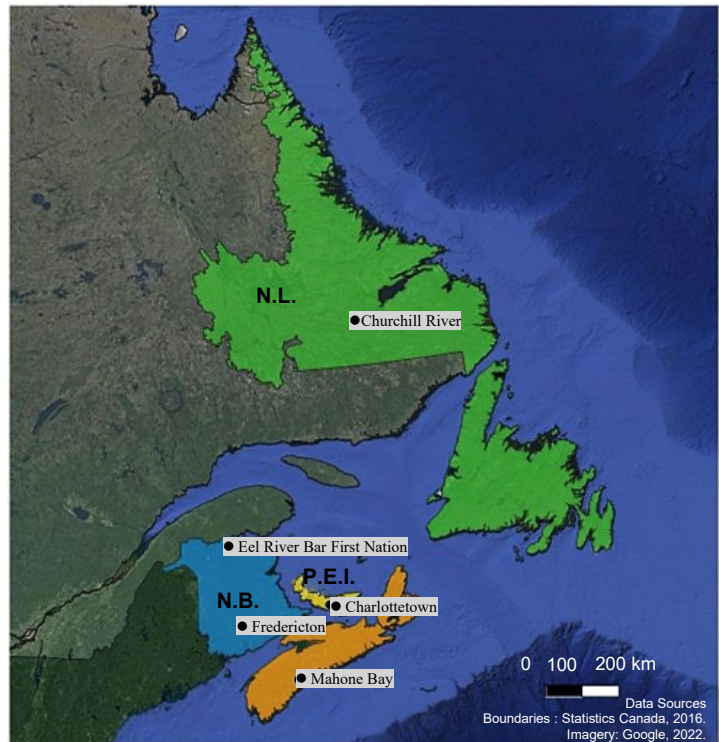 N.L.
●Churchill River
● Eel River Bar First Nation
P.E.I.
N.B.
● Charlottetown
● Fredericton
● Mahone Bay
0 100 200 km
Data Sources
Boundaries : Statistics Canada, 2016.
Imagery: Google, 2022.